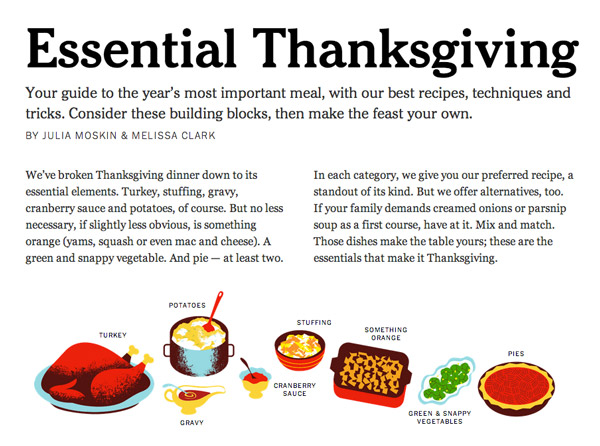 Essential Thanksgiving
Your guide to the year's most important meal, with our best recipes, techniques and
tricks. Consider these building blocks, then make the feast your own.
BY JULIA MOSKIN & MELISSA CLARK
We've broken Thanksgiving dinner down to its
essential elements. Turkey, stuffing, gravy,
cranberry sauce and potatoes, of course. But no less
necessary, if slightly less obvious, is something
orange (yams, squash or even mac and cheese). A
green and snappy vegetable. And pie — at least two.
In each category, we give you our preferred recipe, a
standout of its kind. But we offer alternatives, too.
If your family demands creamed onions or parsnip
soup as a first course, have at it. Mix and match.
Those dishes make the table yours; these are the
essentials that make it Thanksgiving.
TURKEY
POTATOES
GRAVY
CRANBERRY
SAUCE
STUFFING
SOMETHING
ORANGE
GREEN & SNAPPY
VEGETABLES
PIES